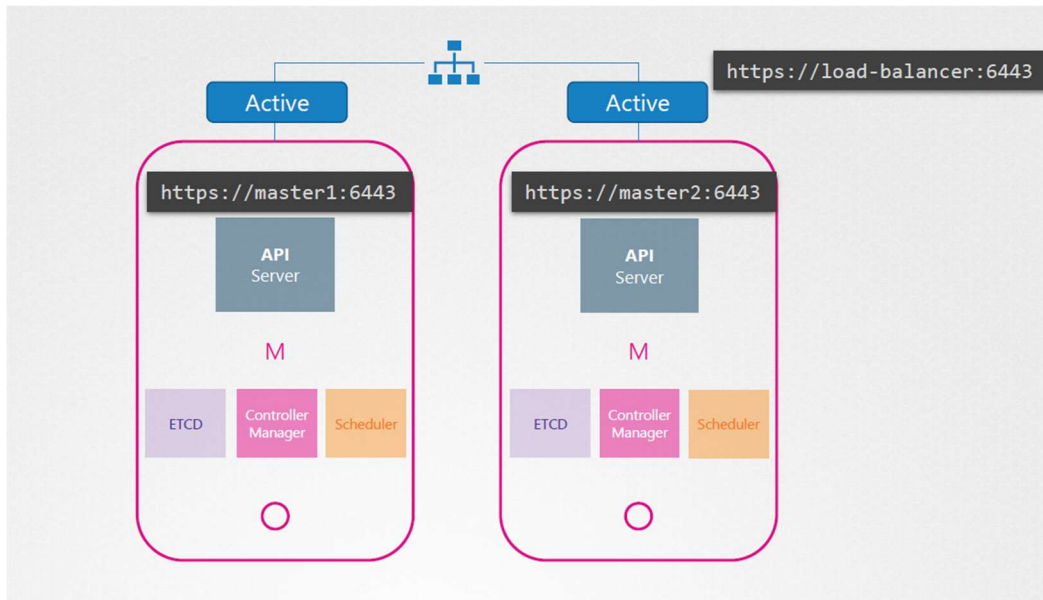 https://load-balancer:6443
Active
Active
https://master1:6443
https://master2:6443
API
Server
API
Server
M
M
ETCD
Controller
Manager
Scheduler
ETCD
Controller
Manager
Scheduler